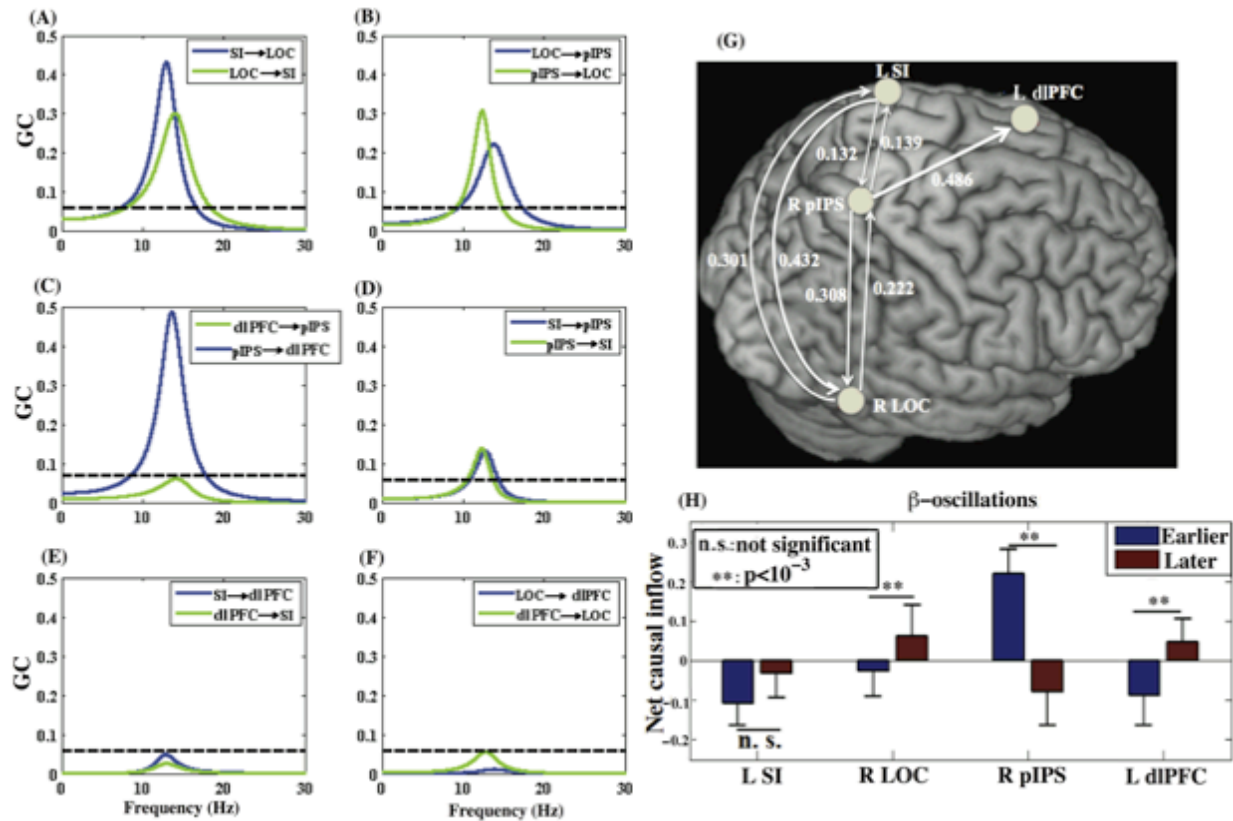 (A)
0.5
0.4
0.3
0.2
0.1
0
GC
SI→LOC
LOC→SI
0 10 20 30
(B)
0.5
0.4
0.3
0.2
0.1
0
LOC→pIPS
pIPS→LOC
0 10 20 30
(C)
0.5
0.4
0.3
0.2
0.1
0
GC
dlPFC→pIPS
pIPS→dlPFC
0 10 20 30
(D)
0.5
0.4
0.3
0.2
0.1
0
SI→pIPS
pIPS→SI
0 10 20 30
(E)
0.5
0.4
0.3
0.2
0.1
0
GC
SI→dlPFC
dlPFC→SI
0 10 20 30
Frequency (Hz)
(F)
0.5
0.4
0.3
0.2
0.1
0
LOC→ dlPFC
dlPFC→LOC
0 10 20 30
Frequency (Hz)
(G)
L SI
L dlPFC
0.132
0.139
0.486
R pIPS
0.301
0.432
0.308
0.222
R LOC
(H)
β-oscillations
n.s.:not significant
**: p<10⁻³
Earlier
Later
Net causal inflow
0.3
0.2
0
-0.1
-0.2
n. s.
**
**
**
L SI
R LOC
R pIPS
L dlPFC